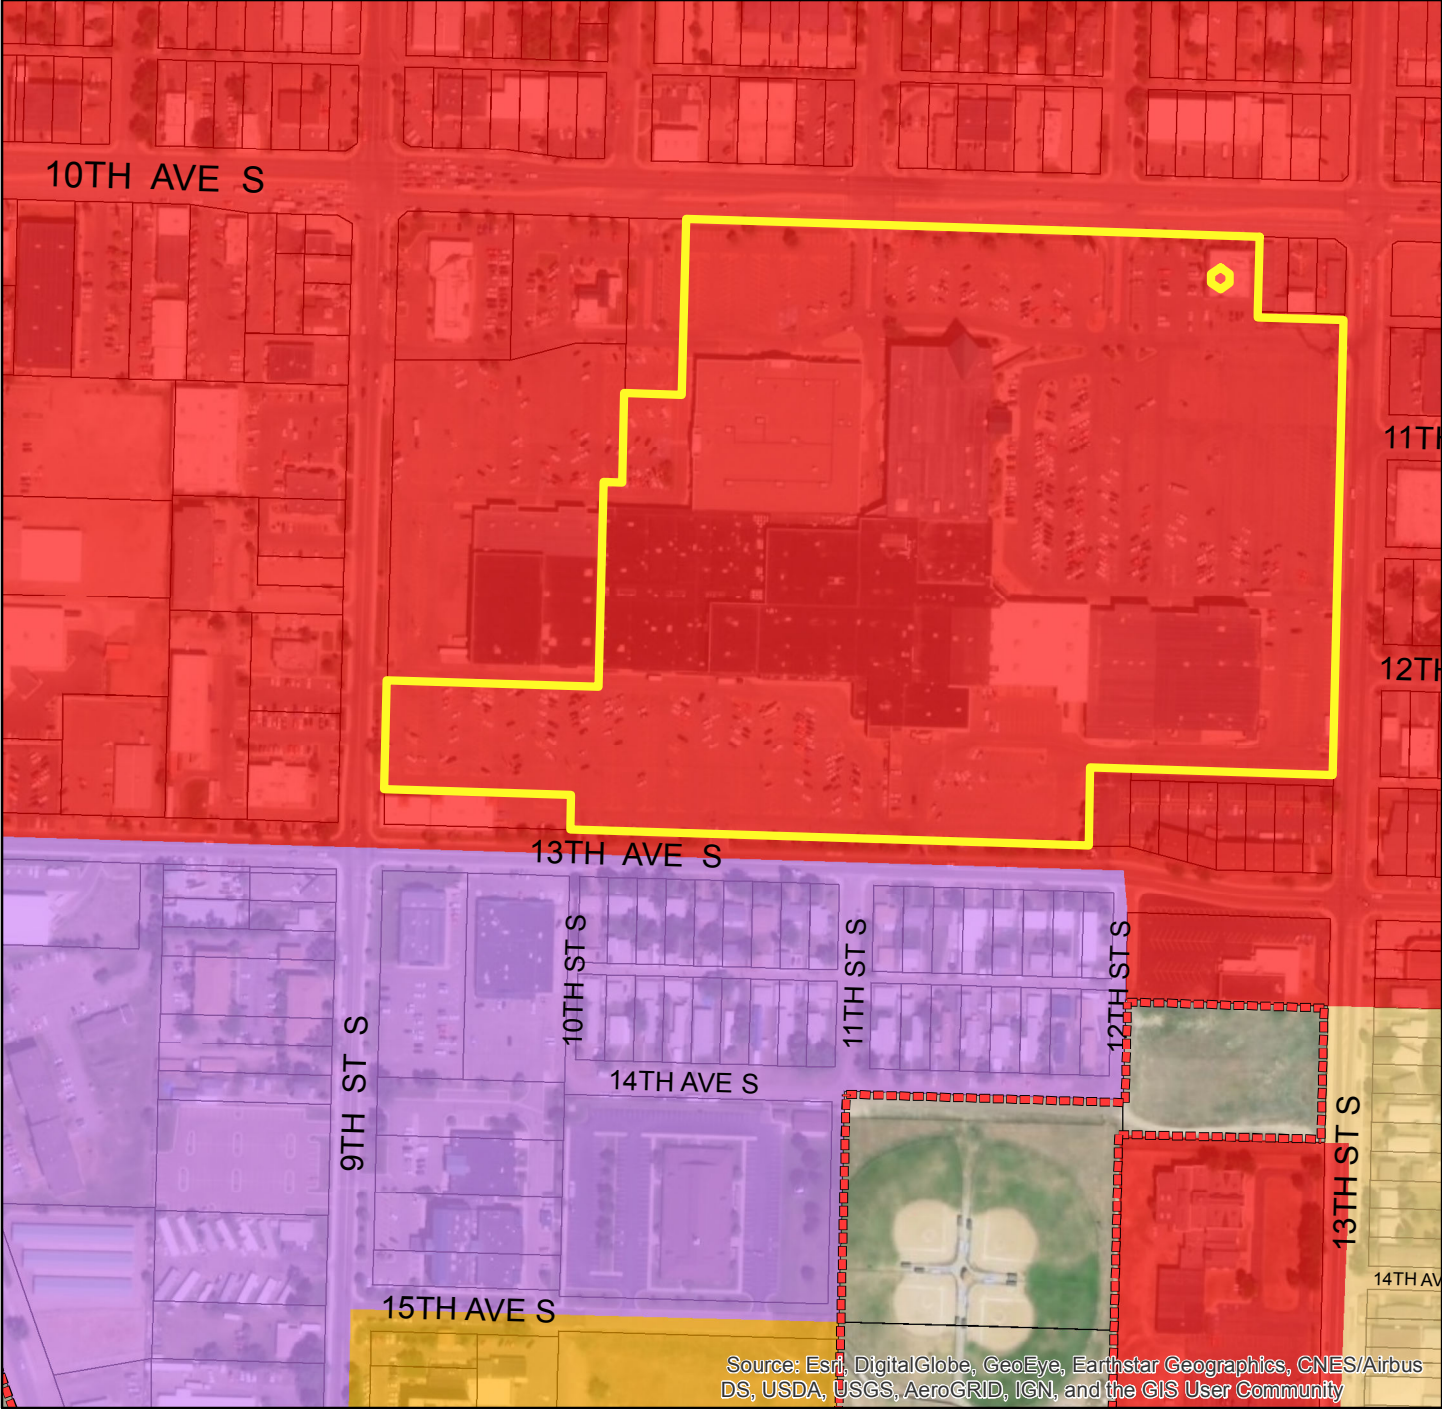 10TH AVE S
11TH
12TH
13TH AVE S
10TH ST S
11TH ST S
12TH ST S
9TH ST S
14TH AVE S
13TH ST S
14TH AV
15TH AVE S
Source: Esri, DigitalGlobe, GeoEye, Earthstar Geographics, CNES/Airbus
DS, USDA, USGS, AeroGRID, IGN, and the GIS User Community